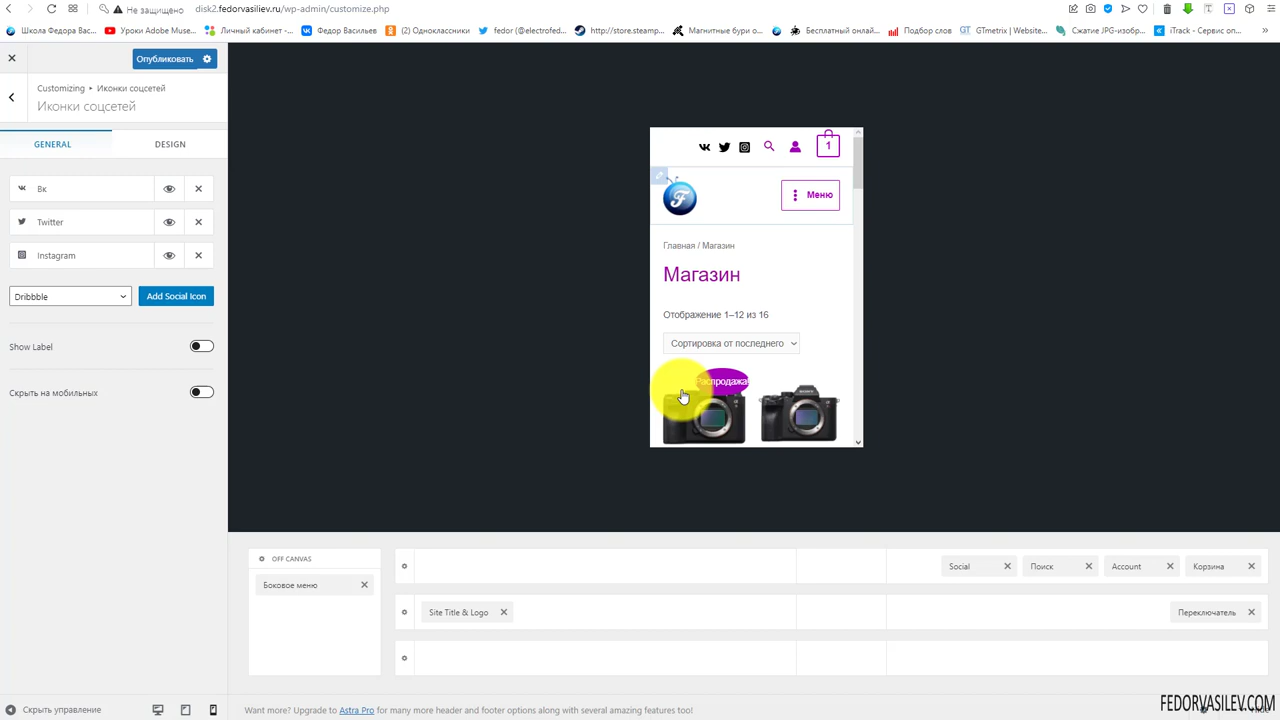 disk2.fedorvasiliev.ru/wp-admin/customize.php
Не защищено
Школа Федора Вас...
Уроки Adobe Muse...
Личный кабинет -...
Федор Васильев
(2) Одноклассники
fedor (@electrofed...
http://store.steamp...
Магнитные бури о...
Бесплатный онлай...
Подбор слов
GTmetrix | Website...
Сжатие JPG-изобр...
iTrack - Сервис оп...
Опубликовать
Customizing ▸ Иконки соцсетей
Иконки соцсетей
GENERAL
DESIGN
Вк
Twitter
Instagram
Dribbble
Add Social Icon
Show Label
Скрыть на мобильных
1
Меню
Главная / Магазин
Магазин
Отображение 1–12 из 16
Сортировка от последнего
Распродажа
OFF CANVAS
Боковое меню
Social
Поиск
Account
Корзина
Site Title & Logo
Переключатель
Скрыть управление
Want more? Upgrade to Astra Pro for many more header and footer options along with several amazing features too!
FEDORVASILEV.COM